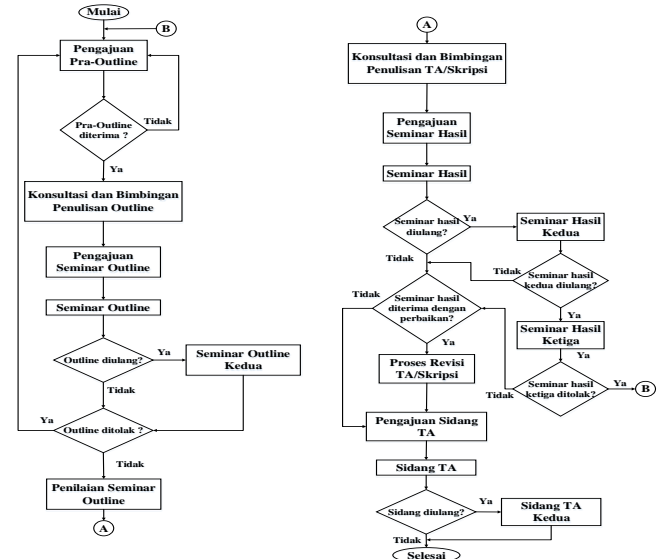 Mulai
B
Pengajuan
Pra-Outline
Pra-Outline
diterima ?
Tidak
Ya
Konsultasi dan Bimbingan
Penulisan Outline
Pengajuan
Seminar Outline
Seminar Outline
Outline diulang?
Ya
Seminar Outline
Kedua
Tidak
Ya
Outline ditolak ?
Tidak
Penilaian Seminar
Outline
A
A
Konsultasi dan Bimbingan
Penulisan TA/Skripsi
Pengajuan
Seminar Hasil
Seminar Hasil
Seminar hasil
diulang?
Ya
Seminar Hasil
Kedua
Tidak
Tidak
Seminar hasil
kedua diulang?
Tidak
Seminar hasil
diterima dengan
perbaikan?
Ya
Seminar Hasil
Ketiga
Ya
Ya
Proses Revisi
TA/Skripsi
Seminar hasil
ketiga ditolak?
Tidak
Ya
B
Pengajuan Sidang
TA
Sidang TA
Sidang diulang?
Ya
Sidang TA
Kedua
Tidak
Selesai